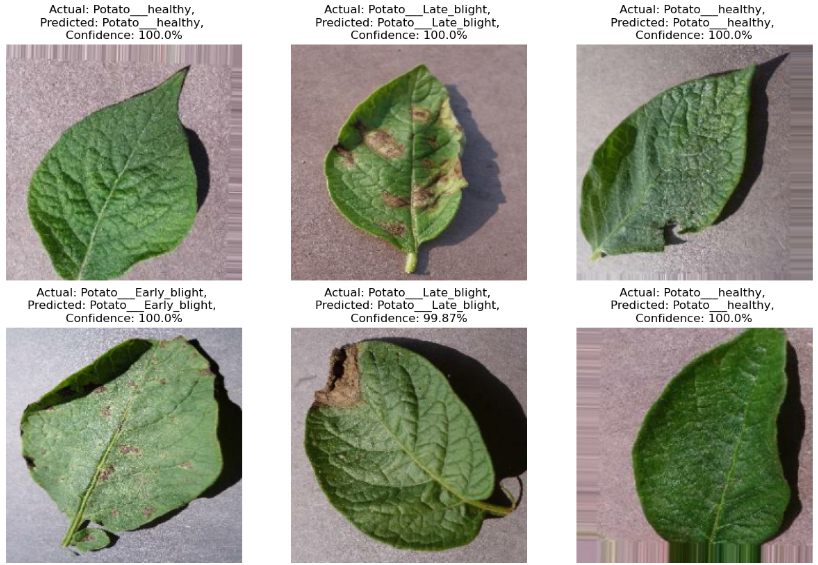 Actual: Potato___healthy,
Predicted: Potato___healthy,
Confidence: 100.0%
Actual: Potato___Late_blight,
Predicted: Potato___Late_blight,
Confidence: 100.0%
Actual: Potato___healthy,
Predicted: Potato___healthy,
Confidence: 100.0%
Actual: Potato___Early_blight,
Predicted: Potato___Early_blight,
Confidence: 100.0%
Actual: Potato___Late_blight,
Predicted: Potato___Late_blight,
Confidence: 99.87%
Actual: Potato___healthy,
Predicted: Potato___healthy,
Confidence: 100.0%